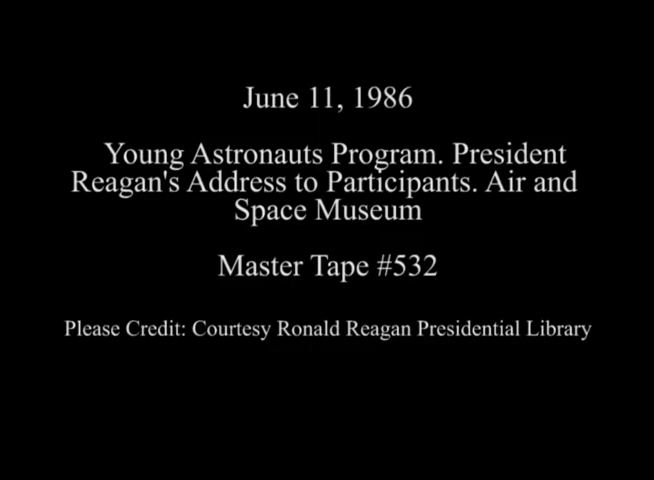 June 11, 1986
Young Astronauts Program. President
Reagan's Address to Participants. Air and
Space Museum
Master Tape #532
Please Credit: Courtesy Ronald Reagan Presidential Library